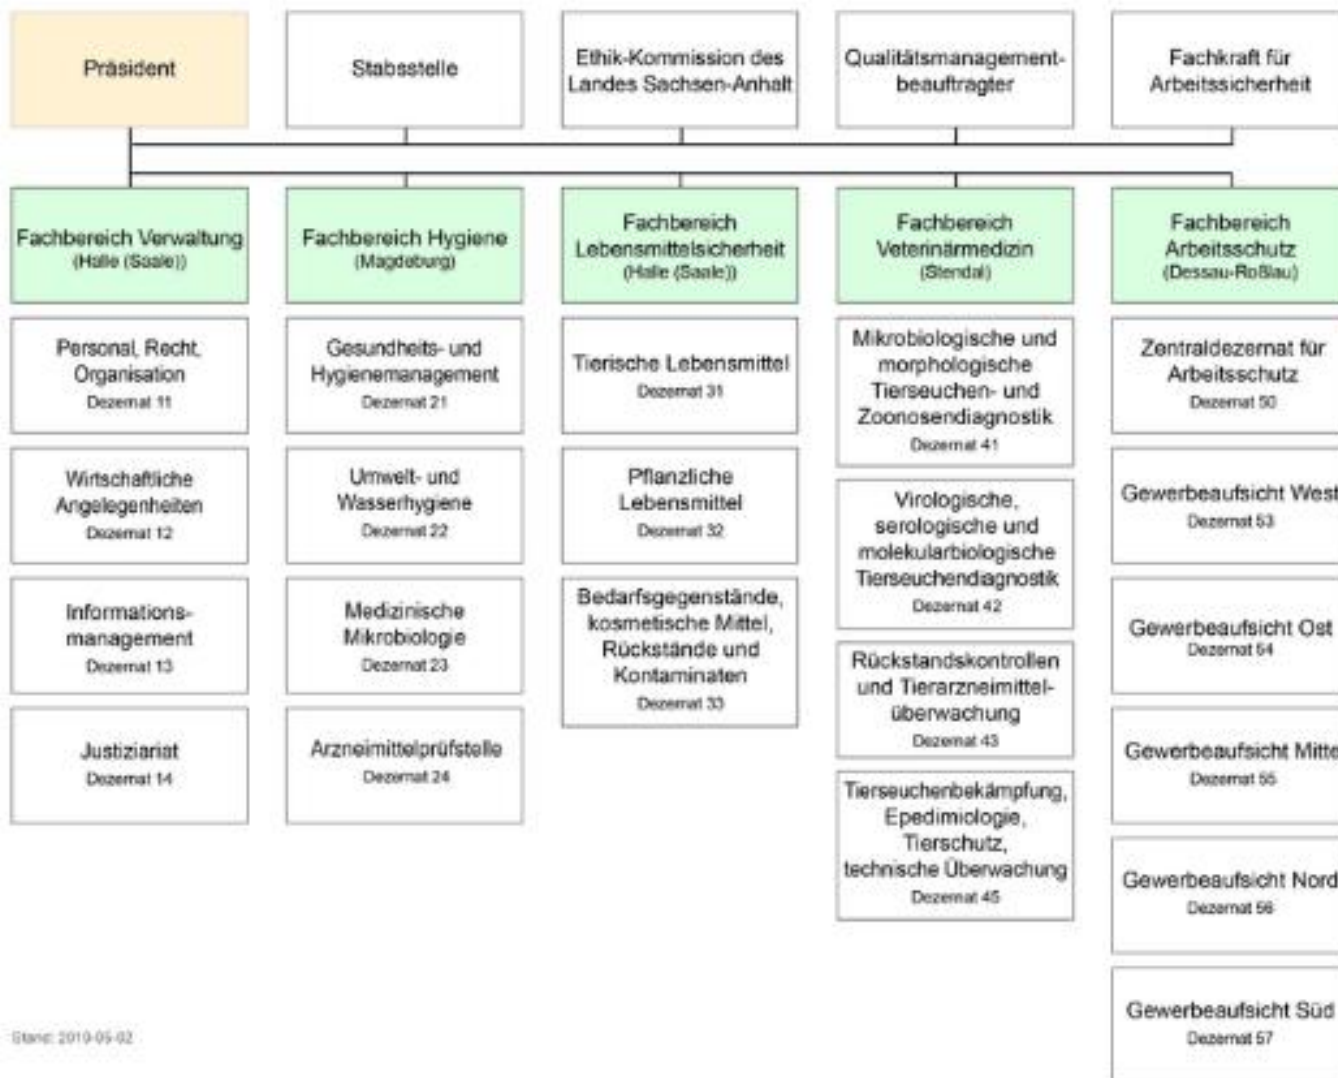 Präsident
Stabsstelle
Ethik-Kommission des
Landes Sachsen-Anhalt
Qualitätsmanagement-
beauftragter
Fachkraft für
Arbeitssicherheit
Fachbereich Verwaltung
(Halle (Saale))
Fachbereich Hygiene
(Magdeburg)
Fachbereich
Lebensmittelsicherheit
(Halle (Saale))
Fachbereich
Veterinärmedizin
(Stendal)
Fachbereich
Arbeitsschutz
(Dessau-Roßlau)
Personal, Recht,
Organisation
Dezernat 11
Wirtschaftliche
Angelegenheiten
Dezernat 12
Informations-
management
Dezernat 13
Justiziariat
Dezernat 14
Gesundheits- und
Hygienemanagement
Dezernat 21
Umwelt- und
Wasserhygiene
Dezernat 22
Medizinische
Mikrobiologie
Dezernat 23
Arzneimittelprüfstelle
Dezernat 24
Tierische Lebensmittel
Dezernat 31
Pflanzliche
Lebensmittel
Dezernat 32
Bedarfsgegenstände,
kosmetische Mittel,
Rückstände und
Kontaminaten
Dezernat 33
Mikrobiologische und
morphologische
Tierseuchen- und
Zoonosendiagnostik
Dezernat 41
Virologische,
serologische und
molekularbiologische
Tierseuchendiagnostik
Dezernat 42
Rückstandskontrollen
und Tierarzneimittel-
überwachung
Dezernat 43
Tierseuchenbekämpfung,
Epedimiologie,
Tierschutz,
technische Überwachung
Dezernat 45
Zentraldezernat für
Arbeitsschutz
Dezernat 50
Gewerbeaufsicht West
Dezernat 53
Gewerbeaufsicht Ost
Dezernat 54
Gewerbeaufsicht Mitte
Dezernat 55
Gewerbeaufsicht Nord
Dezernat 56
Gewerbeaufsicht Süd
Dezernat 57
Stand: 2019-05-02